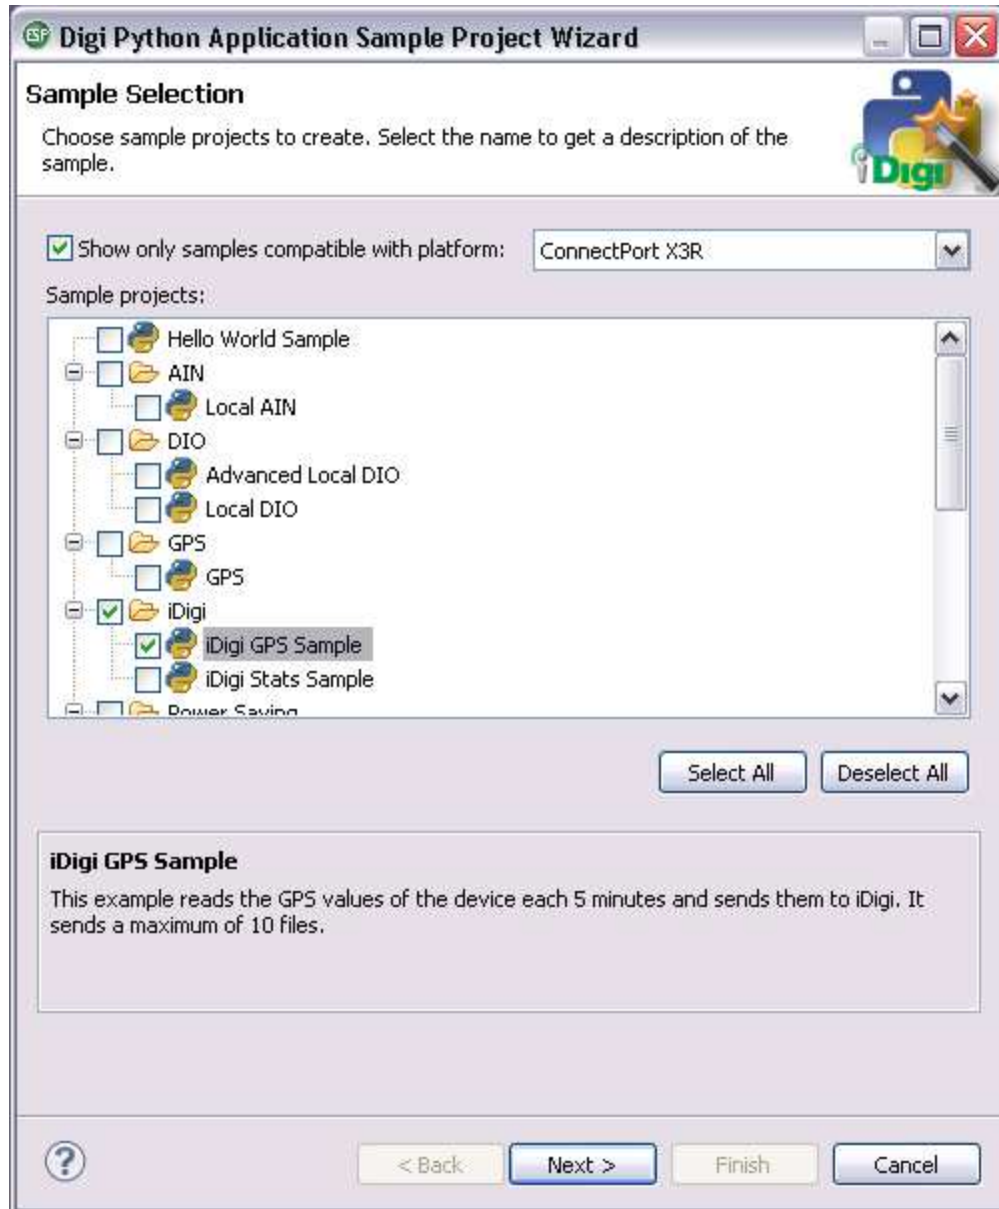 ESP Digi Python Application Sample Project Wizard
Sample Selection
Choose sample projects to create. Select the name to get a description of the
sample.
iDigi
Show only samples compatible with platform:
ConnectPort X3R
Sample projects:
Hello World Sample
AIN
Local AIN
DIO
Advanced Local DIO
Local DIO
GPS
GPS
iDigi
iDigi GPS Sample
iDigi Stats Sample
Power Saving
Select All
Deselect All
iDigi GPS Sample
This example reads the GPS values of the device each 5 minutes and sends them to iDigi. It
sends a maximum of 10 files.
?
< Back
Next >
Finish
Cancel